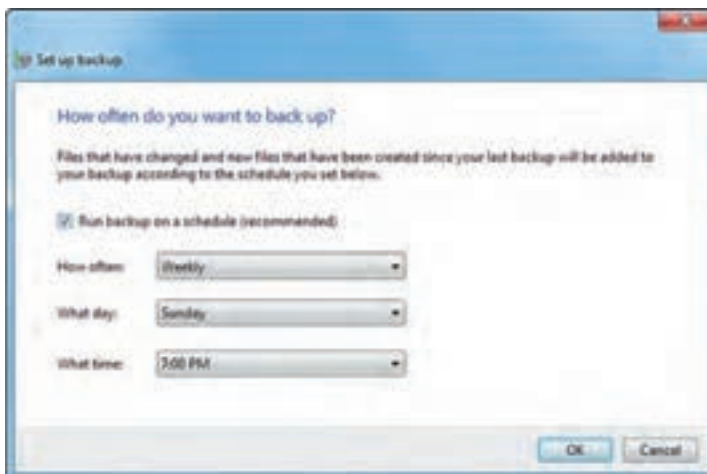 Set up backup
How often do you want to back up?
Files that have changed and new files that have been created since your last backup will be added to
your backup according to the schedule you set below.
Run backup on a schedule (recommended)
How often: Weekly
What day: Sunday
What time: 7:00 PM
OK Cancel